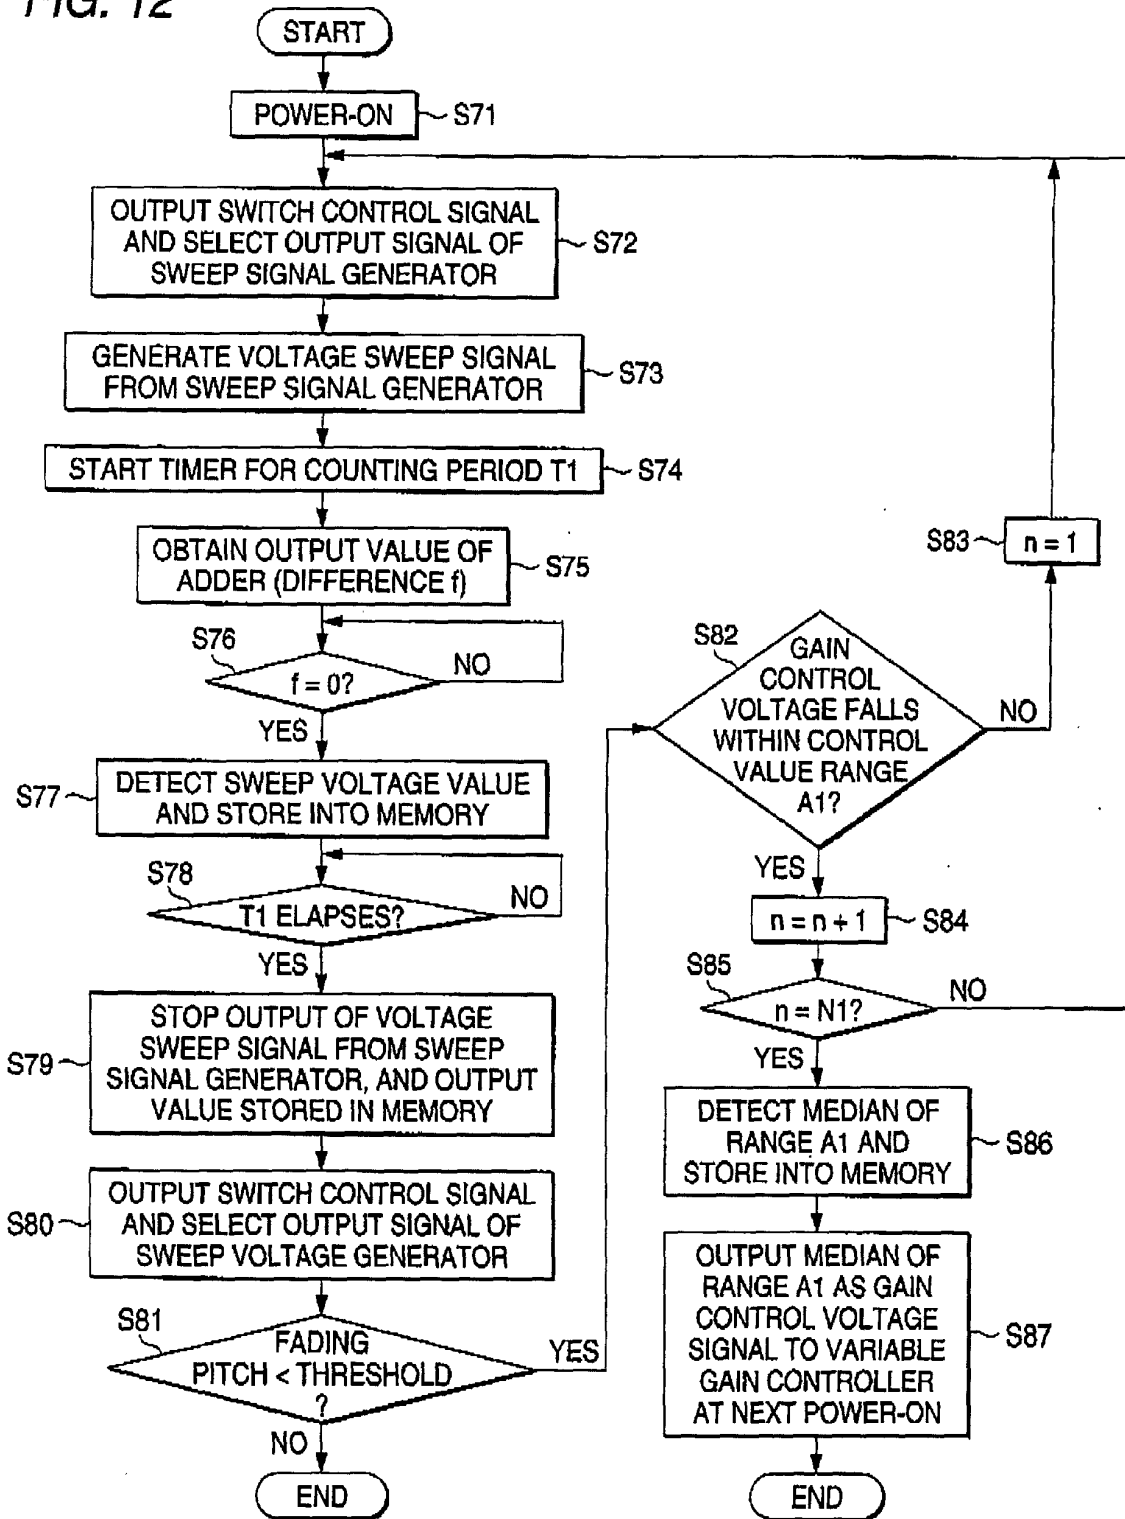 FIG. 12
START
POWER-ON
S71
OUTPUT SWITCH CONTROL SIGNAL
AND SELECT OUTPUT SIGNAL OF
SWEEP SIGNAL GENERATOR
S72
GENERATE VOLTAGE SWEEP SIGNAL
FROM SWEEP SIGNAL GENERATOR
S73
START TIMER FOR COUNTING PERIOD T1
S74
OBTAIN OUTPUT VALUE OF
ADDER (DIFFERENCE f)
S75
S76
f = 0?
NO
YES
S77
DETECT SWEEP VOLTAGE VALUE
AND STORE INTO MEMORY
S78
T1 ELAPSES?
NO
YES
S79
STOP OUTPUT OF VOLTAGE
SWEEP SIGNAL FROM SWEEP
SIGNAL GENERATOR, AND OUTPUT
VALUE STORED IN MEMORY
S80
OUTPUT SWITCH CONTROL SIGNAL
AND SELECT OUTPUT SIGNAL OF
SWEEP VOLTAGE GENERATOR
S81
FADING
PITCH < THRESHOLD
?
YES
NO
END
S82
GAIN
CONTROL
VOLTAGE FALLS
WITHIN CONTROL
VALUE RANGE
A1?
NO
S83
n = 1
YES
n = n + 1
S84
S85
n = N1?
NO
YES
DETECT MEDIAN OF
RANGE A1 AND
STORE INTO MEMORY
S86
OUTPUT MEDIAN OF
RANGE A1 AS GAIN
CONTROL VOLTAGE
SIGNAL TO VARIABLE
GAIN CONTROLLER
AT NEXT POWER-ON
S87
END